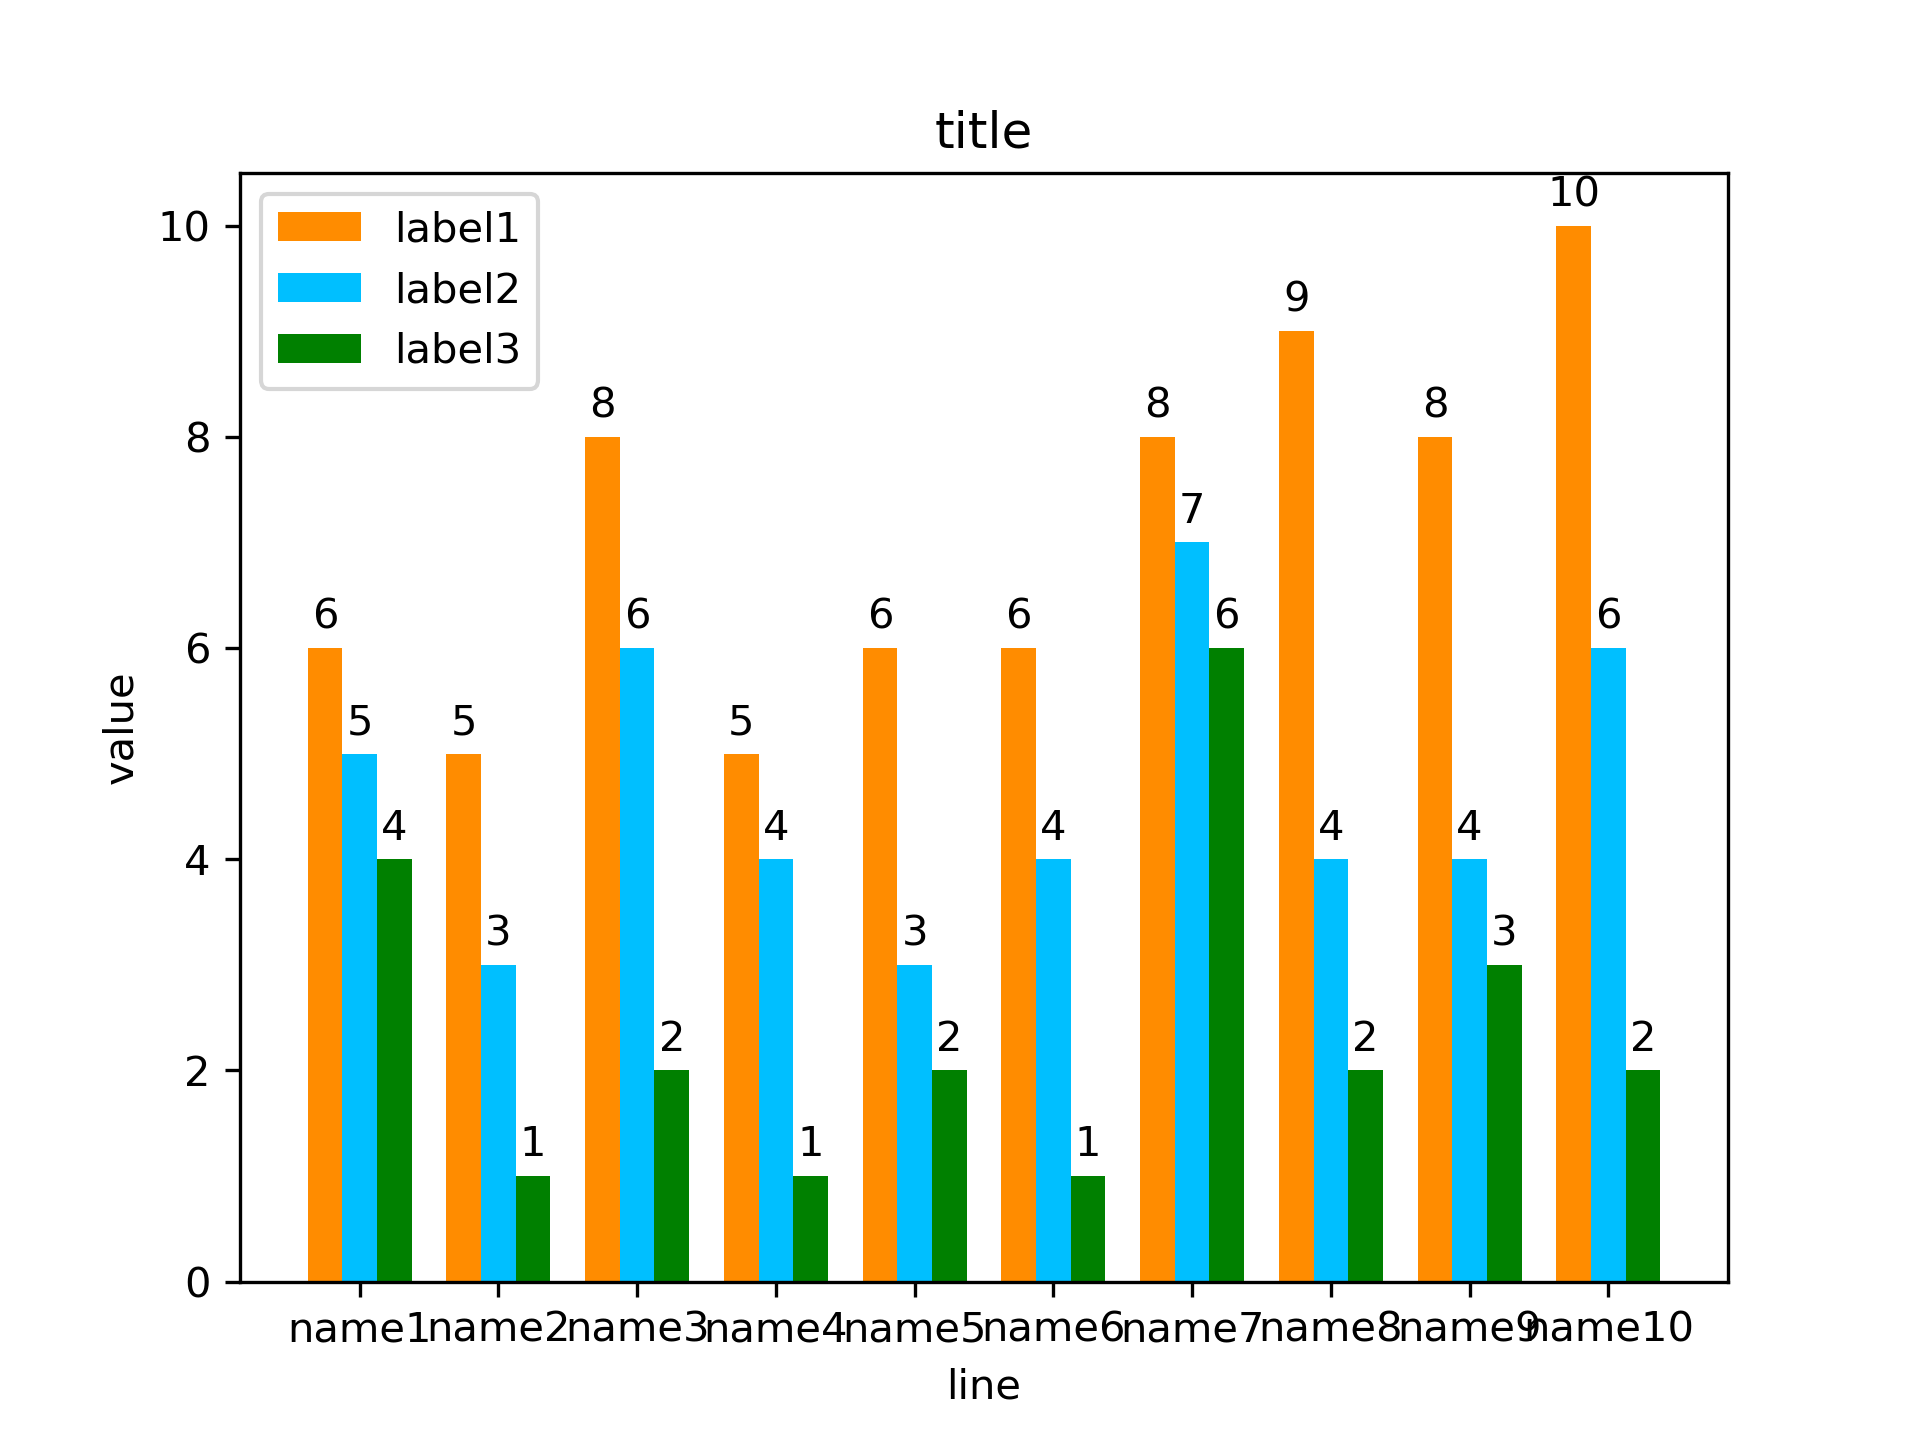 title
label1
label2
label3
10
8
6
4
2
0
value
6 5 4
5 3 1
8 6 2
5 4 1
6 3 2
6 4 1
8 7 6
9 4 2
8 4 3
10 6 2
name1 name2 name3 name4 name5 name6 name7 name8 name9 name10
line